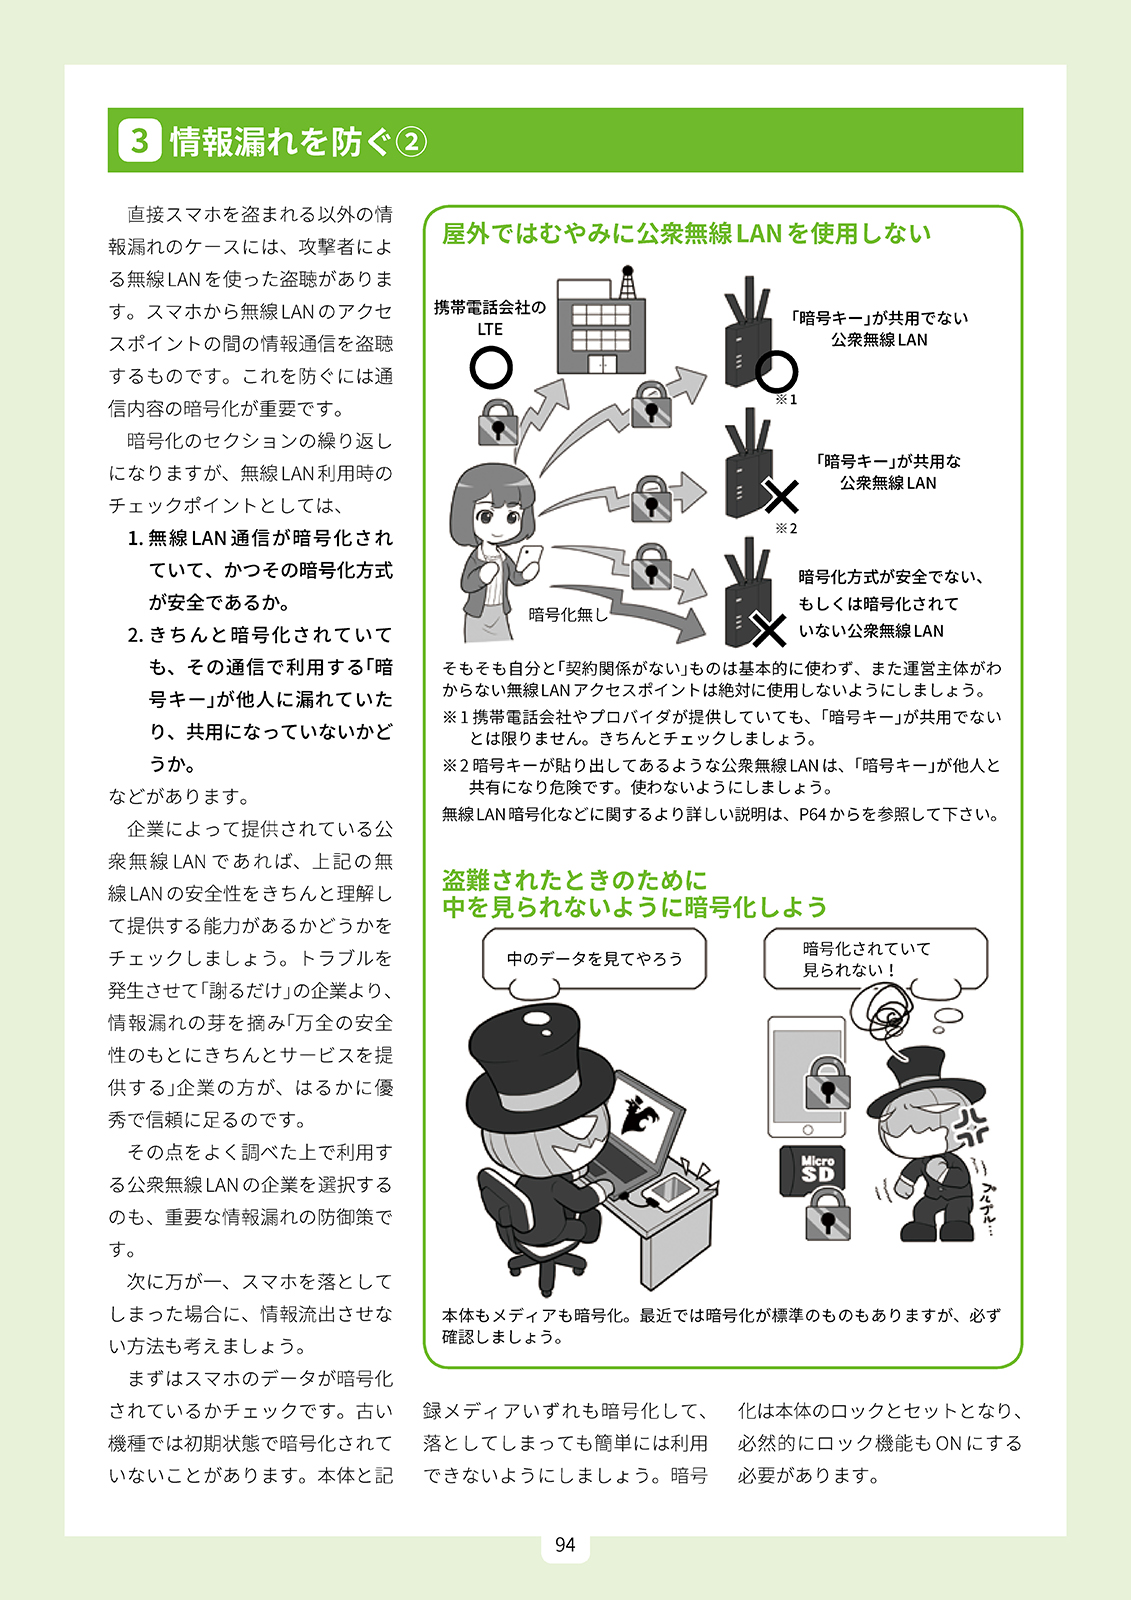 3 情報漏れを防ぐ②
直接スマホを盗まれる以外の情
報漏れのケースには、攻撃者によ
る無線LANを使った盗聴がありま
す。スマホから無線LANのアクセ
スポイントの間の情報通信を盗聴
するものです。これを防ぐには通
信内容の暗号化が重要です。
暗号化のセクションの繰り返し
になりますが、無線LAN利用時の
チェックポイントとしては、
1. 無線LAN通信が暗号化され
ていて、かつその暗号化方式
が安全であるか。
2. きちんと暗号化されていて
も、その通信で利用する「暗
号キー」が他人に漏れていた
り、共用になっていないかど
うか。
などがあります。
企業によって提供されている公
衆無線LANであれば、上記の無
線LANの安全性をきちんと理解し
て提供する能力があるかどうかを
チェックしましょう。トラブルを
発生させて「謝るだけ」の企業より、
情報漏れの芽を摘み「万全の安全
性のもとにきちんとサービスを提
供する」企業の方が、はるかに優
秀で信頼に足るのです。
その点をよく調べた上で利用す
る公衆無線LANの企業を選択する
のも、重要な情報漏れの防御策で
す。
次に万が一、スマホを落として
しまった場合に、情報流出させな
い方法も考えましょう。
まずはスマホのデータが暗号化
されているかチェックです。古い
機種では初期状態で暗号化されて
いないことがあります。本体と記
屋外ではむやみに公衆無線LANを使用しない
携帯電話会社の
LTE
「暗号キー」が共用でない
公衆無線LAN
※1
「暗号キー」が共用な
公衆無線LAN
※2
暗号化方式が安全でない、
もしくは暗号化されて
いない公衆無線LAN
暗号化無し
そもそも自分と「契約関係がない」ものは基本的に使わず、また運営主体がわ
からない無線LANアクセスポイントは絶対に使用しないようにしましょう。
※1 携帯電話会社やプロバイダが提供していても、「暗号キー」が共用でない
とは限りません。きちんとチェックしましょう。
※2 暗号キーが貼り出してあるような公衆無線LANは、「暗号キー」が他人と
共有になり危険です。使わないようにしましょう。
無線LAN暗号化などに関するより詳しい説明は、P64からを参照して下さい。
盗難されたときのために
中を見られないように暗号化しよう
中のデータを見てやろう
暗号化されていて
見られない！
Micro
SD
プルプル…
本体もメディアも暗号化。最近では暗号化が標準のものもありますが、必ず
確認しましょう。
録メディアいずれも暗号化して、
落としてしまっても簡単には利用
できないようにしましょう。暗号
化は本体のロックとセットとなり、
必然的にロック機能もONにする
必要があります。
94